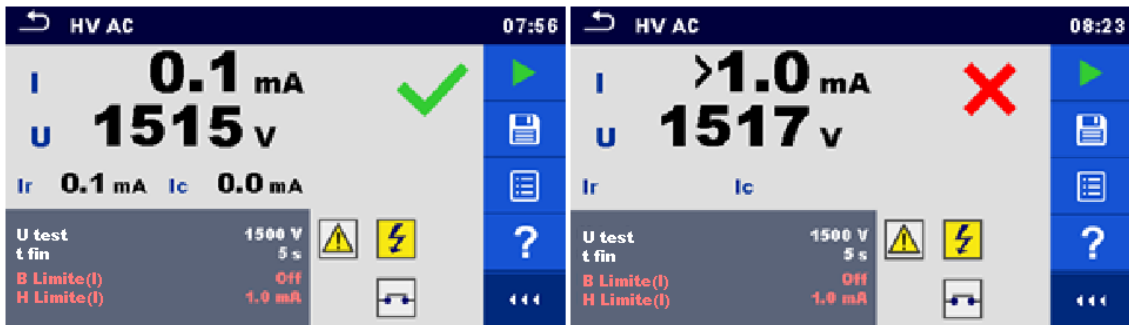 HV AC 07:56
I 0.1 mA
U 1515 V
Ir 0.1 mA Ic 0.0 mA
U test 1500 V
t fin 5 s
B Limite(I) Off
H Limite(I) 1.0 mA
?
HV AC 08:23
I >1.0 mA
U 1517 V
Ir Ic
U test 1500 V
t fin 5 s
B Limite(I) Off
H Limite(I) 1.0 mA
?